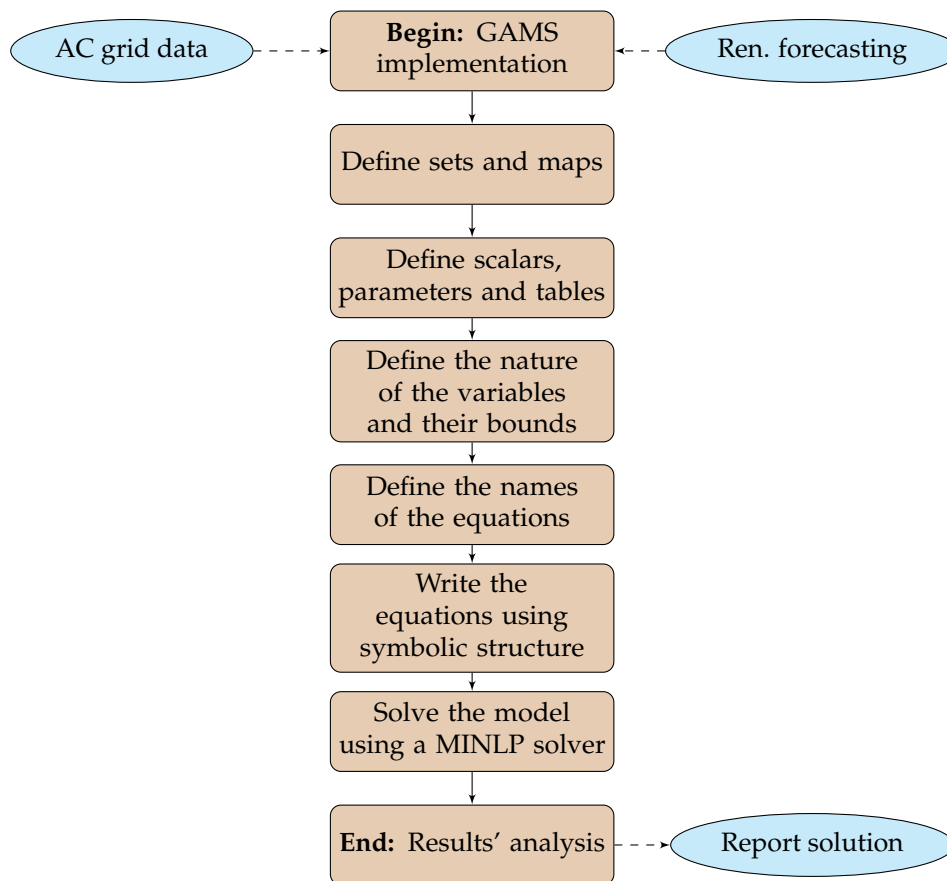 AC grid data
Begin: GAMS
implementation
Ren. forecasting
Define sets and maps
Define scalars,
parameters and tables
Define the nature
of the variables
and their bounds
Define the names
of the equations
Write the
equations using
symbolic structure
Solve the model
using a MINLP solver
End: Results’ analysis
Report solution